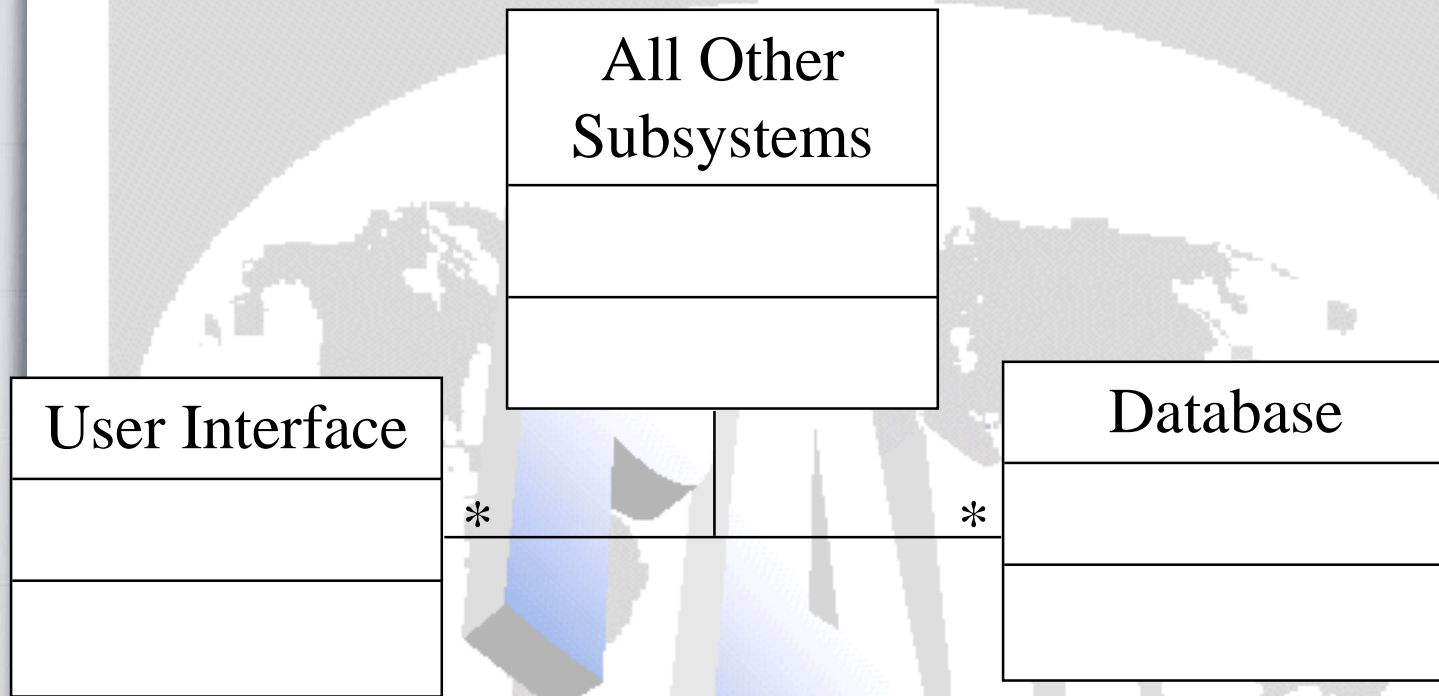 All Other
Subsystems
User Interface
Database
*
*